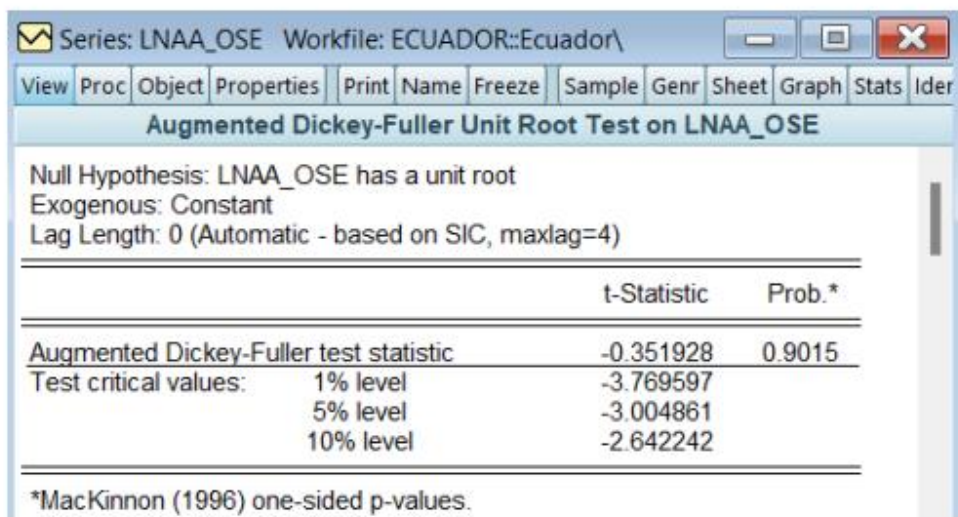 Series: LNAA_OSE Workfile: ECUADOR::Ecuador\
View Proc Object Properties Print Name Freeze Sample Genr Sheet Graph Stats Iden
Augmented Dickey-Fuller Unit Root Test on LNAA_OSE
Null Hypothesis: LNAA_OSE has a unit root
Exogenous: Constant
Lag Length: 0 (Automatic - based on SIC, maxlag=4)
t-Statistic Prob.*
Augmented Dickey-Fuller test statistic -0.351928 0.9015
Test critical values: 1% level -3.769597
5% level -3.004861
10% level -2.642242
*MacKinnon (1996) one-sided p-values.